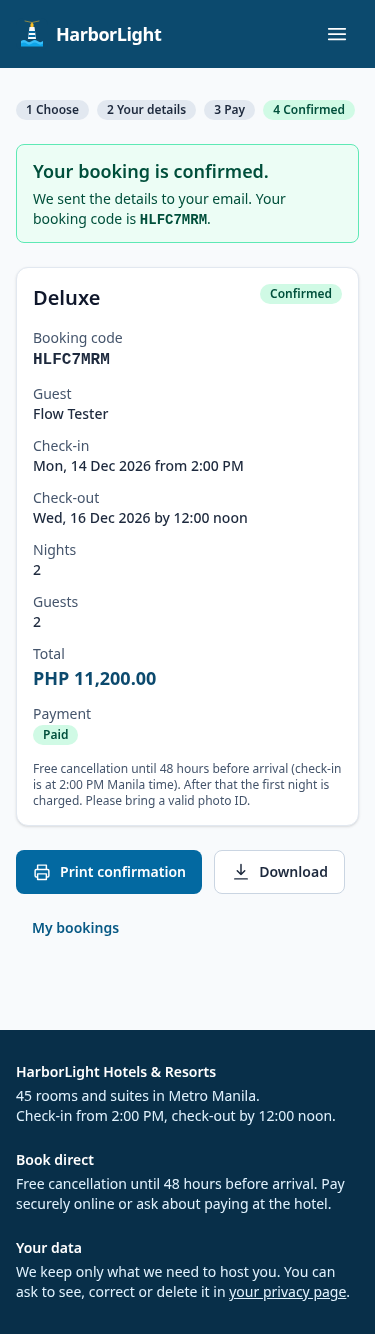 HarborLight
1 Choose
2 Your details
3 Pay
4 Confirmed
Your booking is confirmed.
We sent the details to your email. Your
booking code is HLFC7MRM.
Deluxe
Confirmed
Booking code
HLFC7MRM
Guest
Flow Tester
Check-in
Mon, 14 Dec 2026 from 2:00 PM
Check-out
Wed, 16 Dec 2026 by 12:00 noon
Nights
2
Guests
2
Total
PHP 11,200.00
Payment
Paid
Free cancellation until 48 hours before arrival (check-in
is at 2:00 PM Manila time). After that the first night is
charged. Please bring a valid photo ID.
Print confirmation
Download
My bookings
HarborLight Hotels & Resorts
45 rooms and suites in Metro Manila.
Check-in from 2:00 PM, check-out by 12:00 noon.
Book direct
Free cancellation until 48 hours before arrival. Pay
securely online or ask about paying at the hotel.
Your data
We keep only what we need to host you. You can
ask to see, correct or delete it in your privacy page.